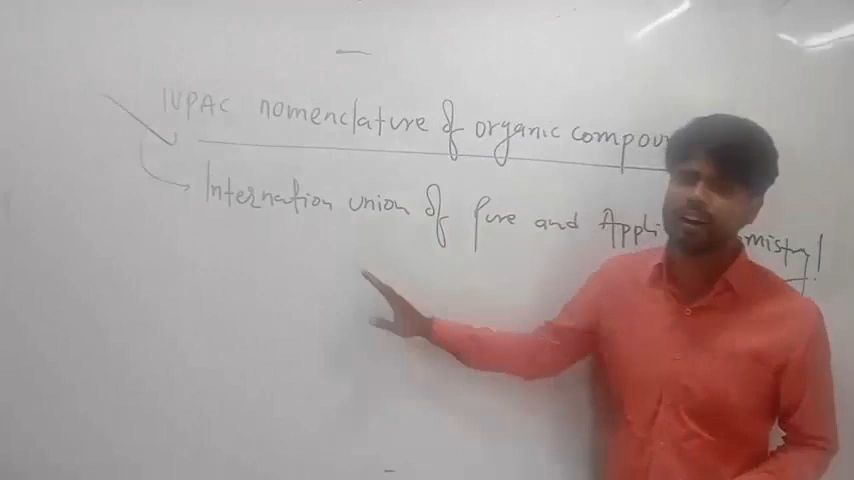 IUPAC nomenclature of organic compoun
Internation union of Pure and Appli mistry!